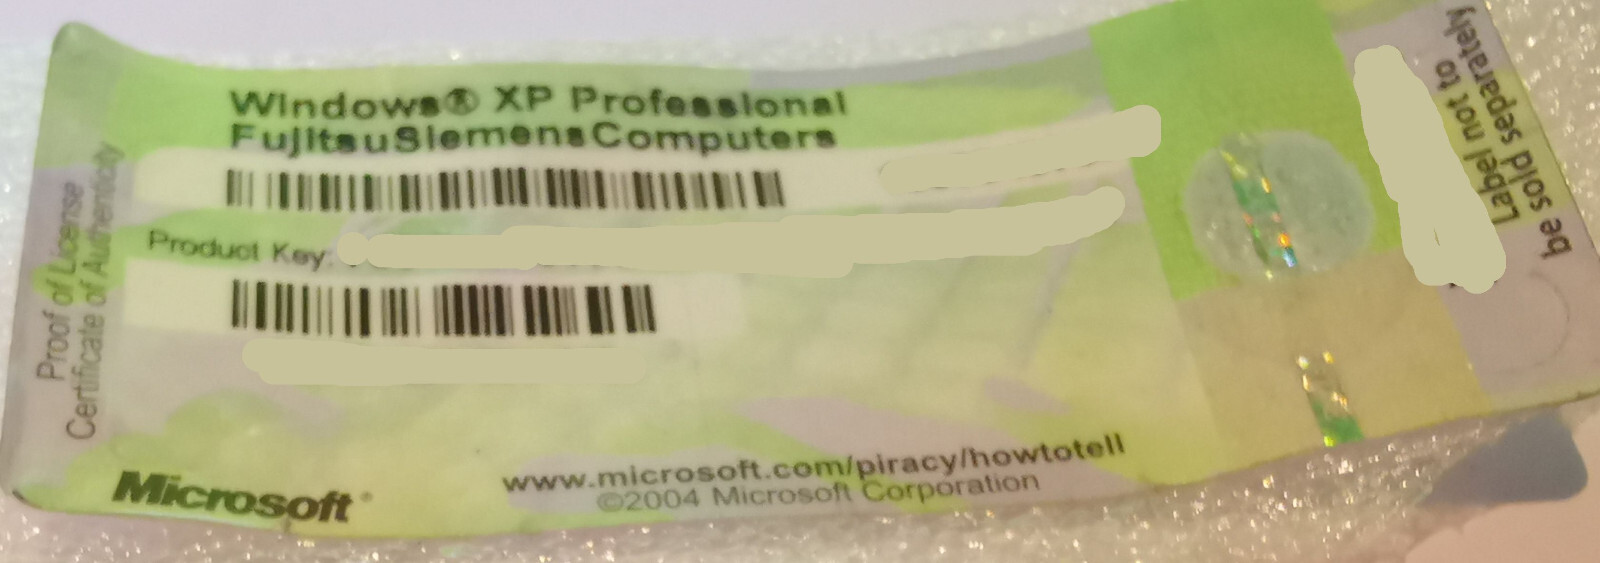 Windows® XP Professional
FujitsuSiemensComputers
Product Key:
Proof of License
Certificate of Authenticity
Microsoft®
www.microsoft.com/piracy/howtotell
©2004 Microsoft Corporation
Label not to
be sold separately